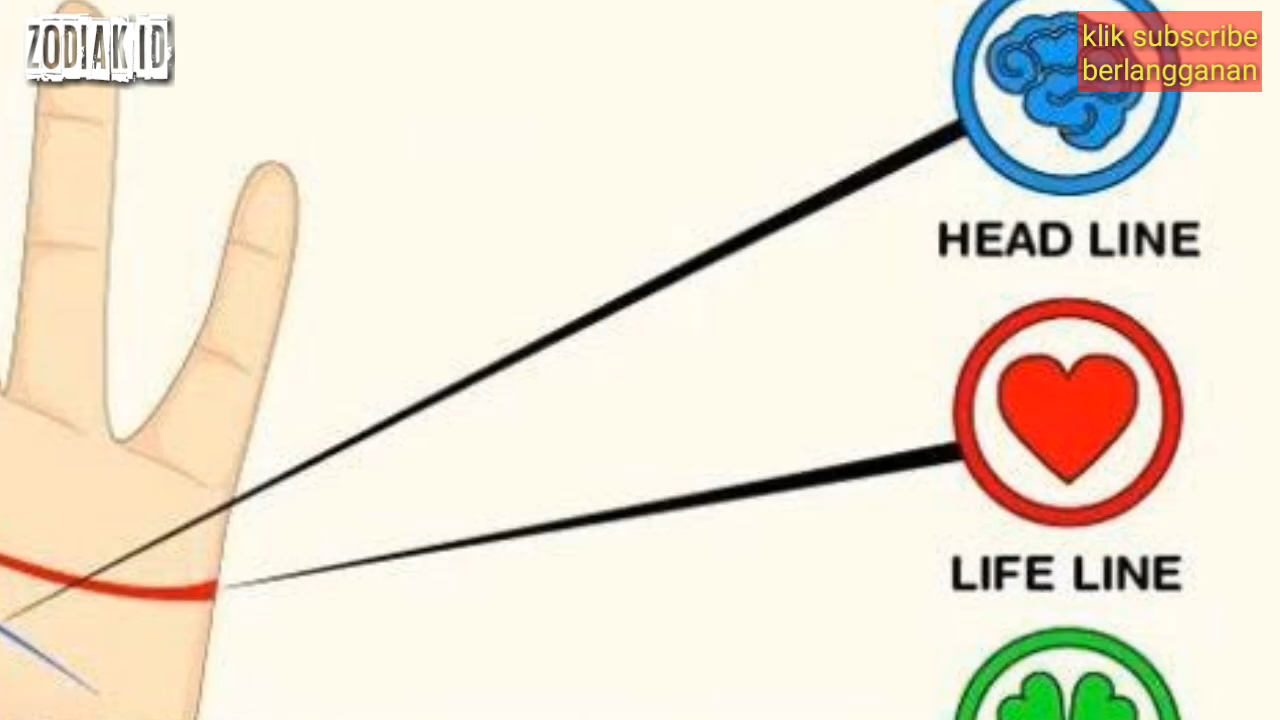 ZODIAK ID
klik subscribe
berlangganan
HEAD LINE
LIFE LINE